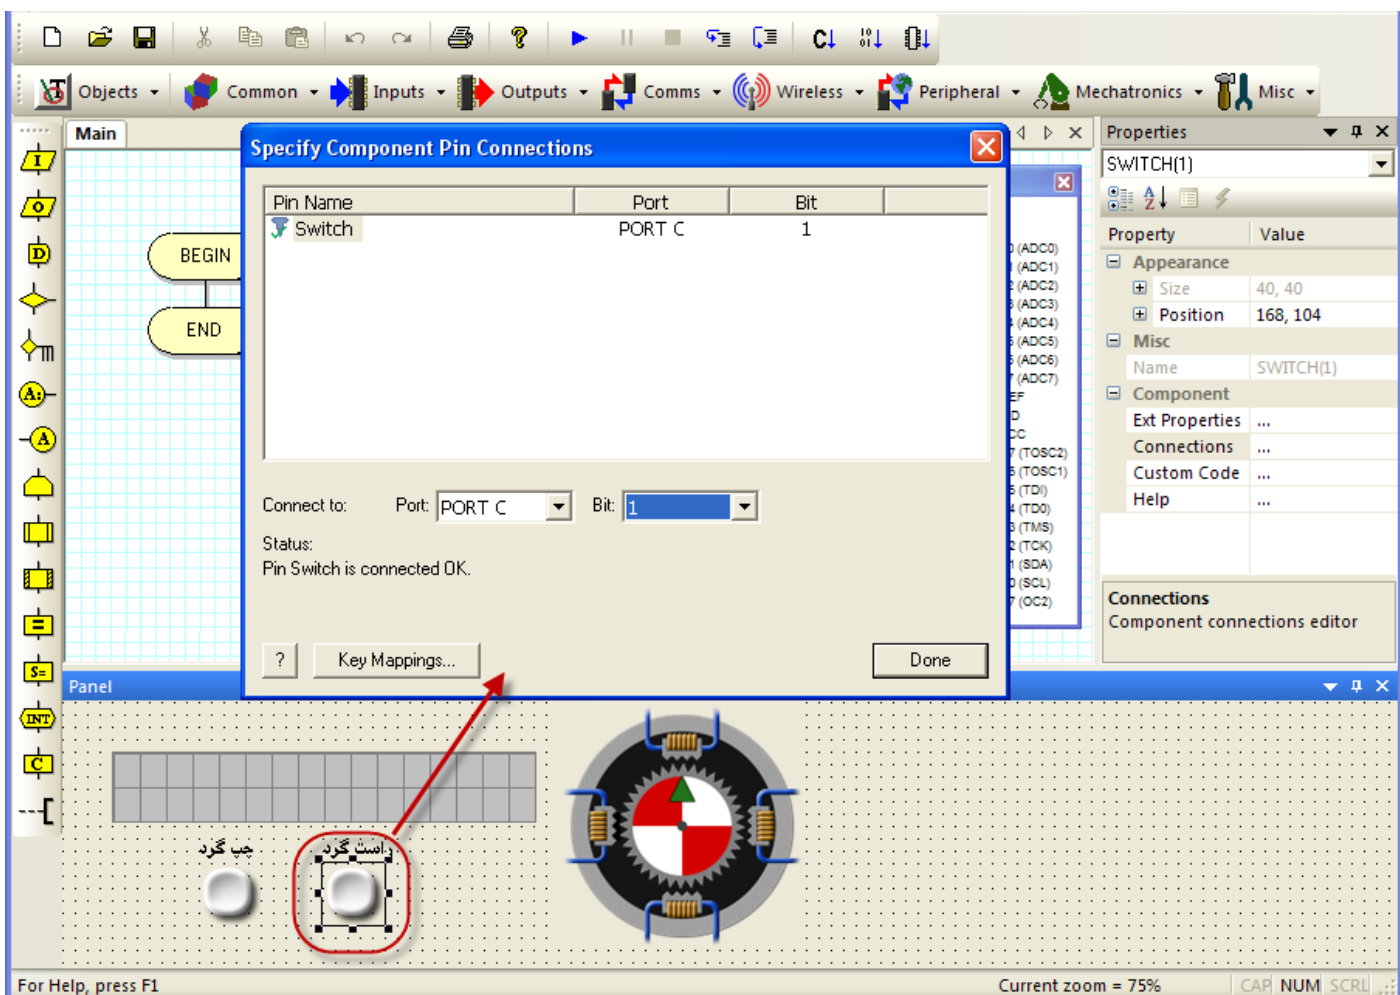 Objects Common Inputs Outputs Comms Wireless Peripheral Mechatronics Misc
Main
Specify Component Pin Connections
Pin Name Port Bit
Switch PORT C 1
Connect to: Port: PORT C Bit: 1
Status:
Pin Switch is connected OK.
? Key Mappings... Done
BEGIN
END
(ADC0)
(ADC1)
(ADC2)
(ADC3)
(ADC4)
(ADC5)
(ADC6)
(ADC7)
(TOSC2)
(TOSC1)
(TDI)
(TD0)
(TMS)
(TCK)
(SDA)
(SCL)
(OC2)
Properties
SWITCH(1)
Property Value
Appearance
Size 40, 40
Position 168, 104
Misc
Name SWITCH(1)
Component
Ext Properties ...
Connections ...
Custom Code ...
Help ...
Connections
Component connections editor
I
O
D
A:
A
=
S=
INT
C
Panel
چپ گرد
راست گرد
For Help, press F1
Current zoom = 75% CAP NUM SCRL